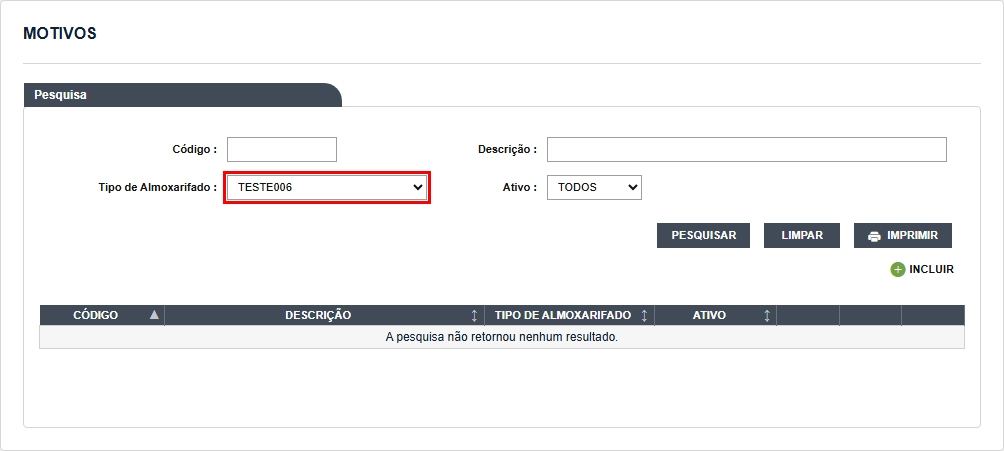 MOTIVOS
Pesquisa
Código :
Descrição :
Tipo de Almoxarifado : TESTE006
Ativo : TODOS
PESQUISAR LIMPAR IMPRIMIR
INCLUIR
CÓDIGO DESCRIÇÃO TIPO DE ALMOXARIFADO ATIVO
A pesquisa não retornou nenhum resultado.